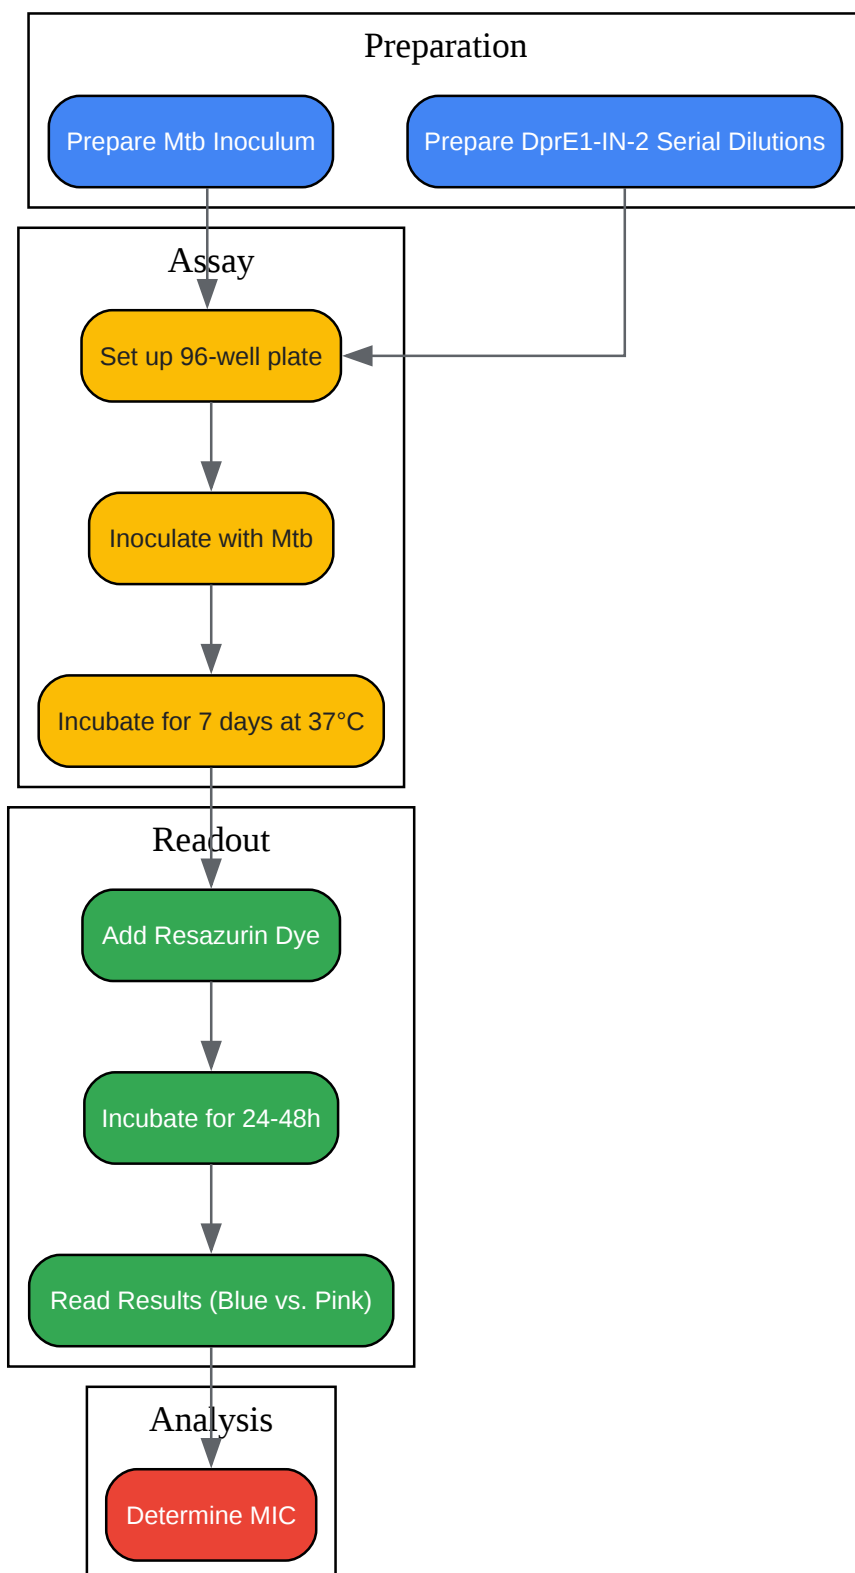 Preparation
Prepare Mtb Inoculum
Prepare DprE1-IN-2 Serial Dilutions
Assay
Set up 96-well plate
Inoculate with Mtb
Incubate for 7 days at 37°C
Readout
Add Resazurin Dye
Incubate for 24-48h
Read Results (Blue vs. Pink)
Analysis
Determine MIC